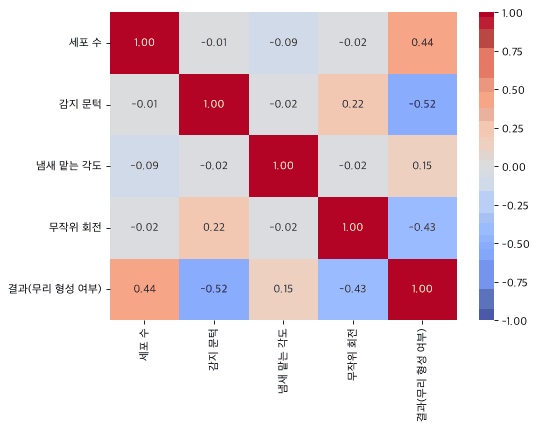 세포 수 1.00 -0.01 -0.09 -0.02 0.44
감지 문턱 -0.01 1.00 -0.02 0.22 -0.52
냄새 맡는 각도 -0.09 -0.02 1.00 -0.02 0.15
무작위 회전 -0.02 0.22 -0.02 1.00 -0.43
결과(무리 형성 여부) 0.44 -0.52 0.15 -0.43 1.00
세포 수
감지 문턱
냄새 맡는 각도
무작위 회전
결과(무리 형성 여부)
1.00
0.75
0.50
0.25
0.00
-0.25
-0.50
-0.75
-1.00